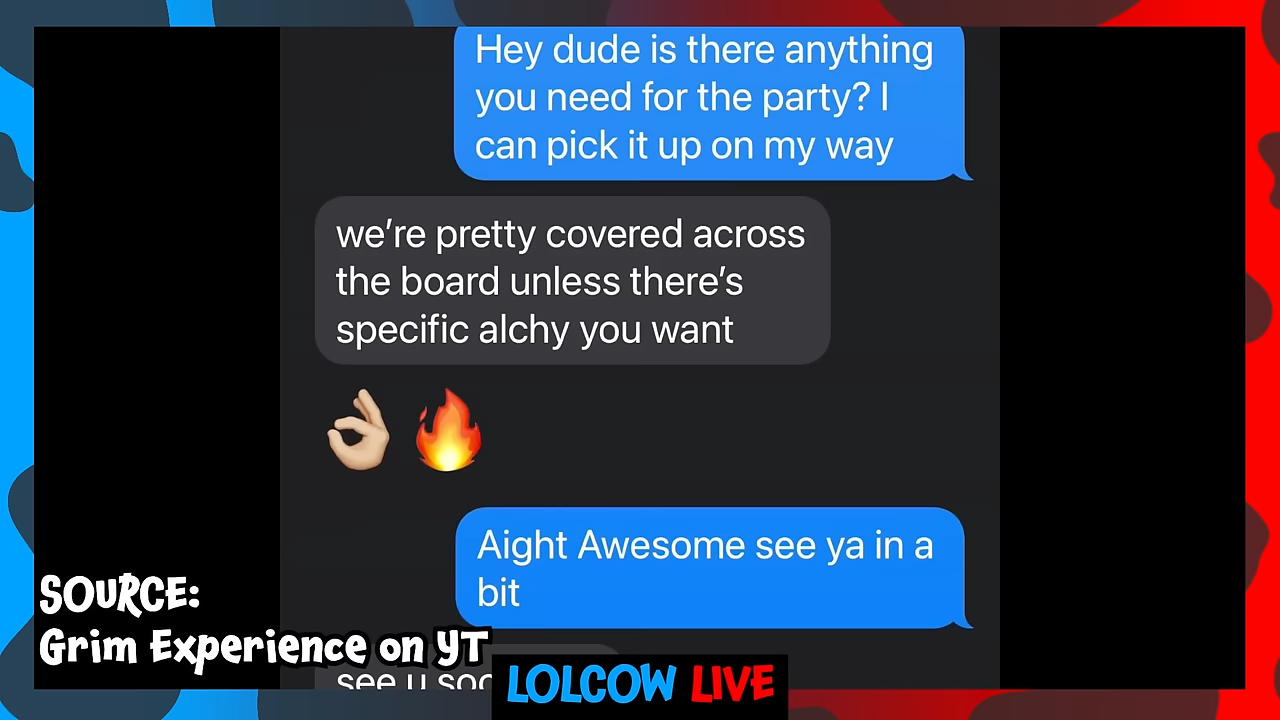 Hey dude is there anything
you need for the party? I
can pick it up on my way
we're pretty covered across
the board unless there's
specific alchy you want
👌🏼 🔥
Aight Awesome see ya in a
bit
see u
SOURCE:
Grim Experience on YT
LOLCOW LIVE